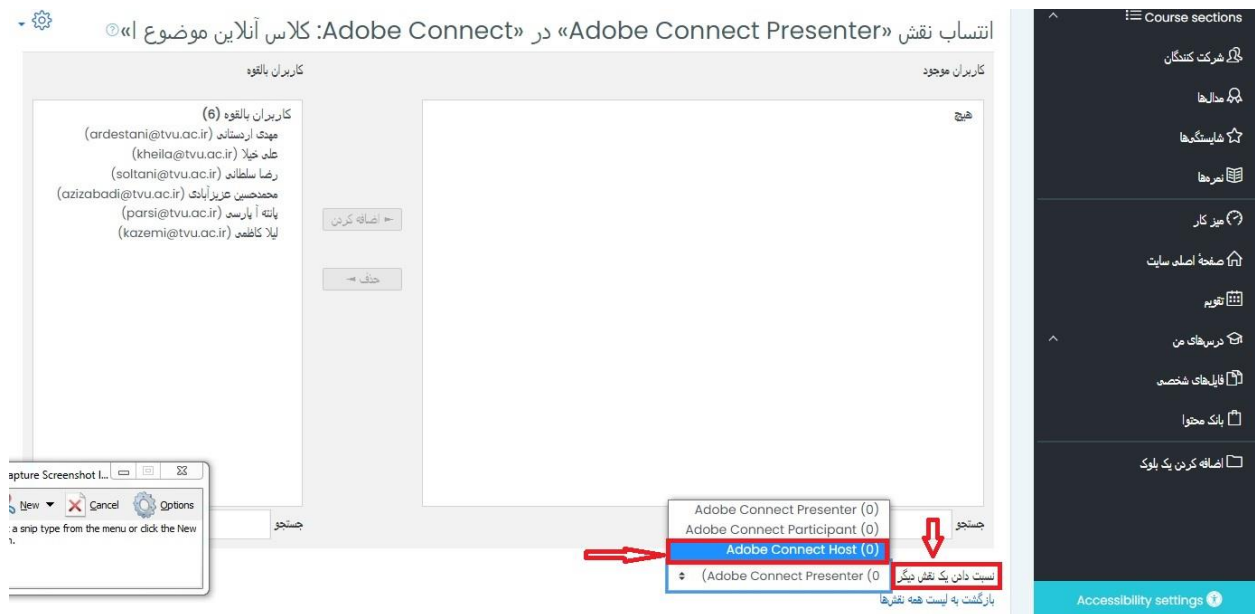 Course sections
شرکت کنندگان
مدال‌ها
شایستگی‌ها
نمره‌ها
میز کار
صفحهٔ اصلی سایت
تقویم
درس‌های من
فایل‌های شخصی
بانک محتوا
اضافه کردن یک بلوک
Accessibility settings
انتساب نقش «Adobe Connect Presenter» در «Adobe Connect: کلاس آنلاین موضوع ا»
کاربران موجود
هیچ
کاربران بالقوه
کاربران بالقوه (6)
مهدی اردستانی (ardestani@tvu.ac.ir)
علی خیلا (kheila@tvu.ac.ir)
رضا سلطانی (soltani@tvu.ac.ir)
محمدحسین عزیزآبادی (azizabadi@tvu.ac.ir)
پانته آ پارسی (parsi@tvu.ac.ir)
لیلا کاظمی (kazemi@tvu.ac.ir)
◄ اضافه کردن
حذف ►
جستجو
جستجو
Adobe Connect Presenter (0)
Adobe Connect Participant (0)
Adobe Connect Host (0)
نسبت دادن یک نقش دیگر
(Adobe Connect Presenter (0
بازگشت به لیست همه نقش‌ها
apture Screenshot I...
New Cancel Options
a snip type from the menu or click the New
n.